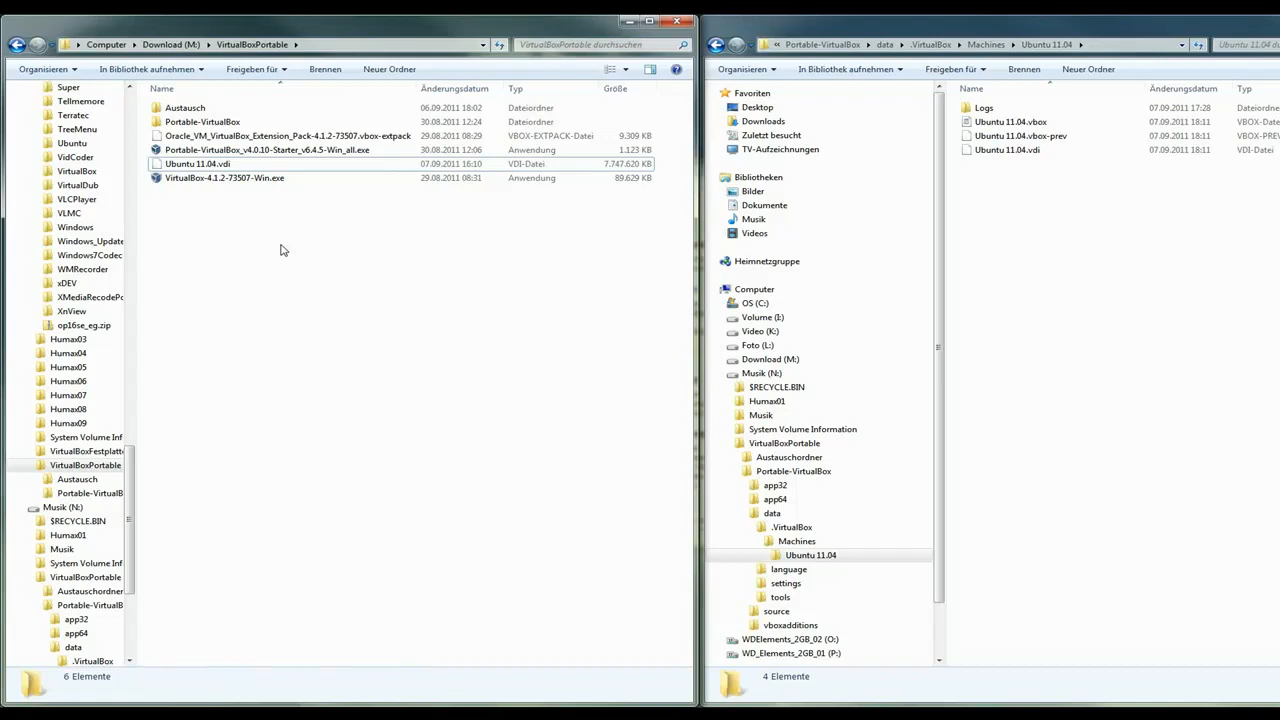 Computer Download (M:) VirtualBoxPortable
VirtualBoxPortable durchsuchen
Organisieren In Bibliothek aufnehmen Freigeben für Brennen Neuer Ordner
Super
Tellmemore
Terratec
TreeMenu
Ubuntu
VidCoder
VirtualBox
VirtualDub
VLCPlayer
VLMC
Windows
Windows_Update
Windows7Codec
WMRecorder
xDEV
XMediaRecodePo
XnView
op16se_eg.zip
Humax03
Humax04
Humax05
Humax06
Humax07
Humax08
Humax09
System Volume Inf
VirtualBoxFestplatt
VirtualBoxPortable
Austausch
Portable-VirtualB
Musik (N:)
$RECYCLE.BIN
Humax01
Musik
System Volume Inf
VirtualBoxPortable
Austauschordner
Portable-VirtualB
app32
app64
data
.VirtualBox
Name Änderungsdatum Typ Größe
Austausch 06.09.2011 18:02 Dateiordner
Portable-VirtualBox 30.08.2011 12:24 Dateiordner
Oracle_VM_VirtualBox_Extension_Pack-4.1.2-73507.vbox-extpack 29.08.2011 08:29 VBOX-EXTPACK-Datei 9.309 KB
Portable-VirtualBox_v4.0.10-Starter_v6.4.5-Win_all.exe 30.08.2011 12:06 Anwendung 1.123 KB
Ubuntu 11.04.vdi 07.09.2011 16:10 VDI-Datei 7.747.620 KB
VirtualBox-4.1.2-73507-Win.exe 29.08.2011 08:31 Anwendung 89.629 KB
6 Elemente
« Portable-VirtualBox data .VirtualBox Machines Ubuntu 11.04
Ubuntu 11.04 du
Organisieren In Bibliothek aufnehmen Freigeben für Brennen Neuer Ordner
Favoriten
Desktop
Downloads
Zuletzt besucht
TV-Aufzeichnungen
Bibliotheken
Bilder
Dokumente
Musik
Videos
Heimnetzgruppe
Computer
OS (C:)
Volume (I:)
Video (K:)
Foto (L:)
Download (M:)
Musik (N:)
$RECYCLE.BIN
Humax01
Musik
System Volume Information
VirtualBoxPortable
Austauschordner
Portable-VirtualBox
app32
app64
data
.VirtualBox
Machines
Ubuntu 11.04
language
settings
tools
source
vboxadditions
WDElements_2GB_02 (O:)
WD_Elements_2GB_01 (P:)
Name Änderungsdatum Typ
Logs 07.09.2011 17:28 Dateior
Ubuntu 11.04.vbox 07.09.2011 18:11 VBOX-D
Ubuntu 11.04.vbox-prev 07.09.2011 18:11 VBOX-PR
Ubuntu 11.04.vdi 07.09.2011 18:11 VDI-Dat
4 Elemente